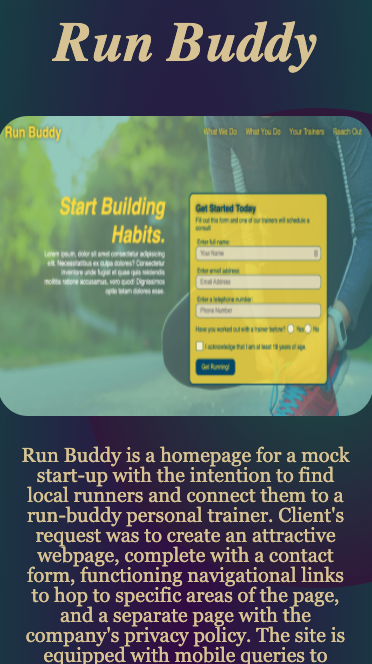 Run Buddy
Run Buddy
What We Do What You Do Your Trainers Reach Out
Start Building
Habits.
Lorem ipsum, dolor sit amet consectetur adipisicing
elit. Necessitatibus ex culpa dolores? Consectetur
inventore unde fugiat et quae quis reiciendis
mollitia ratione accusamus, vero quod! Dignissimos
optio totam dolores esse.
Get Started Today
Fill out this form and one of our trainers will schedule a
consult
Enter full name:
Your Name
Enter email address:
Email Address
Enter a telephone number:
Phone Number
Have you worked out with a trainer before? Yes No
I acknowledge that I am at least 18 years of age.
Get Running!
Run Buddy is a homepage for a mock
start-up with the intention to find
local runners and connect them to a
run-buddy personal trainer. Client's
request was to create an attractive
webpage, complete with a contact
form, functioning navigational links
to hop to specific areas of the page,
and a separate page with the
company's privacy policy. The site is
equipped with mobile queries to